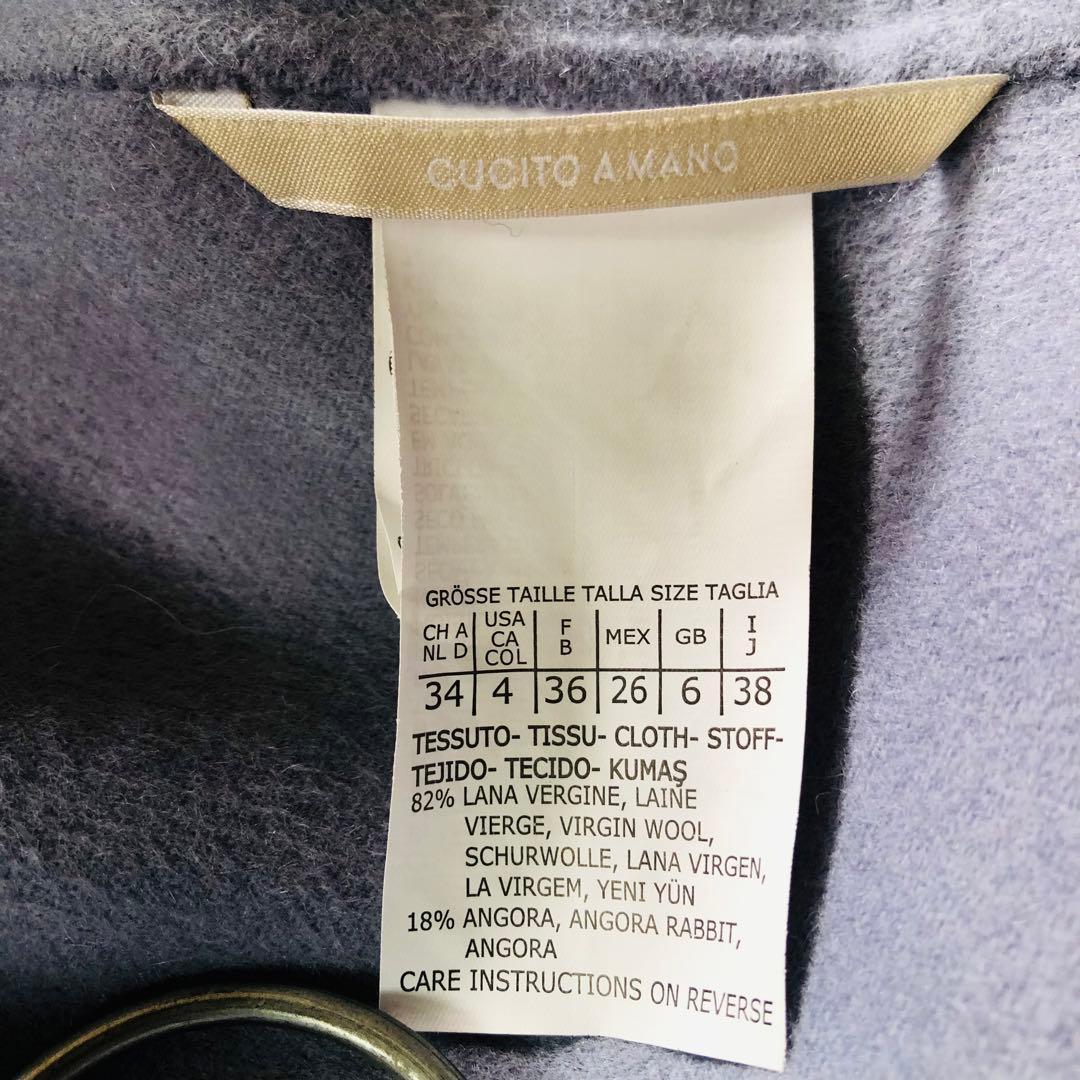 CUCITO A MANO
GRÖSSE TAILLE TALLA SIZE TAGLIA
CH A NL D | USA CA COL | F B | MEX | GB | I J
34 | 4 | 36 | 26 | 6 | 38
TESSUTO- TISSU- CLOTH- STOFF-
TEJIDO- TECIDO- KUMAŞ
82% LANA VERGINE, LAINE
VIERGE, VIRGIN WOOL,
SCHURWOLLE, LANA VIRGEN,
LA VIRGEM, YENI YÜN
18% ANGORA, ANGORA RABBIT,
ANGORA
CARE INSTRUCTIONS ON REVERSE